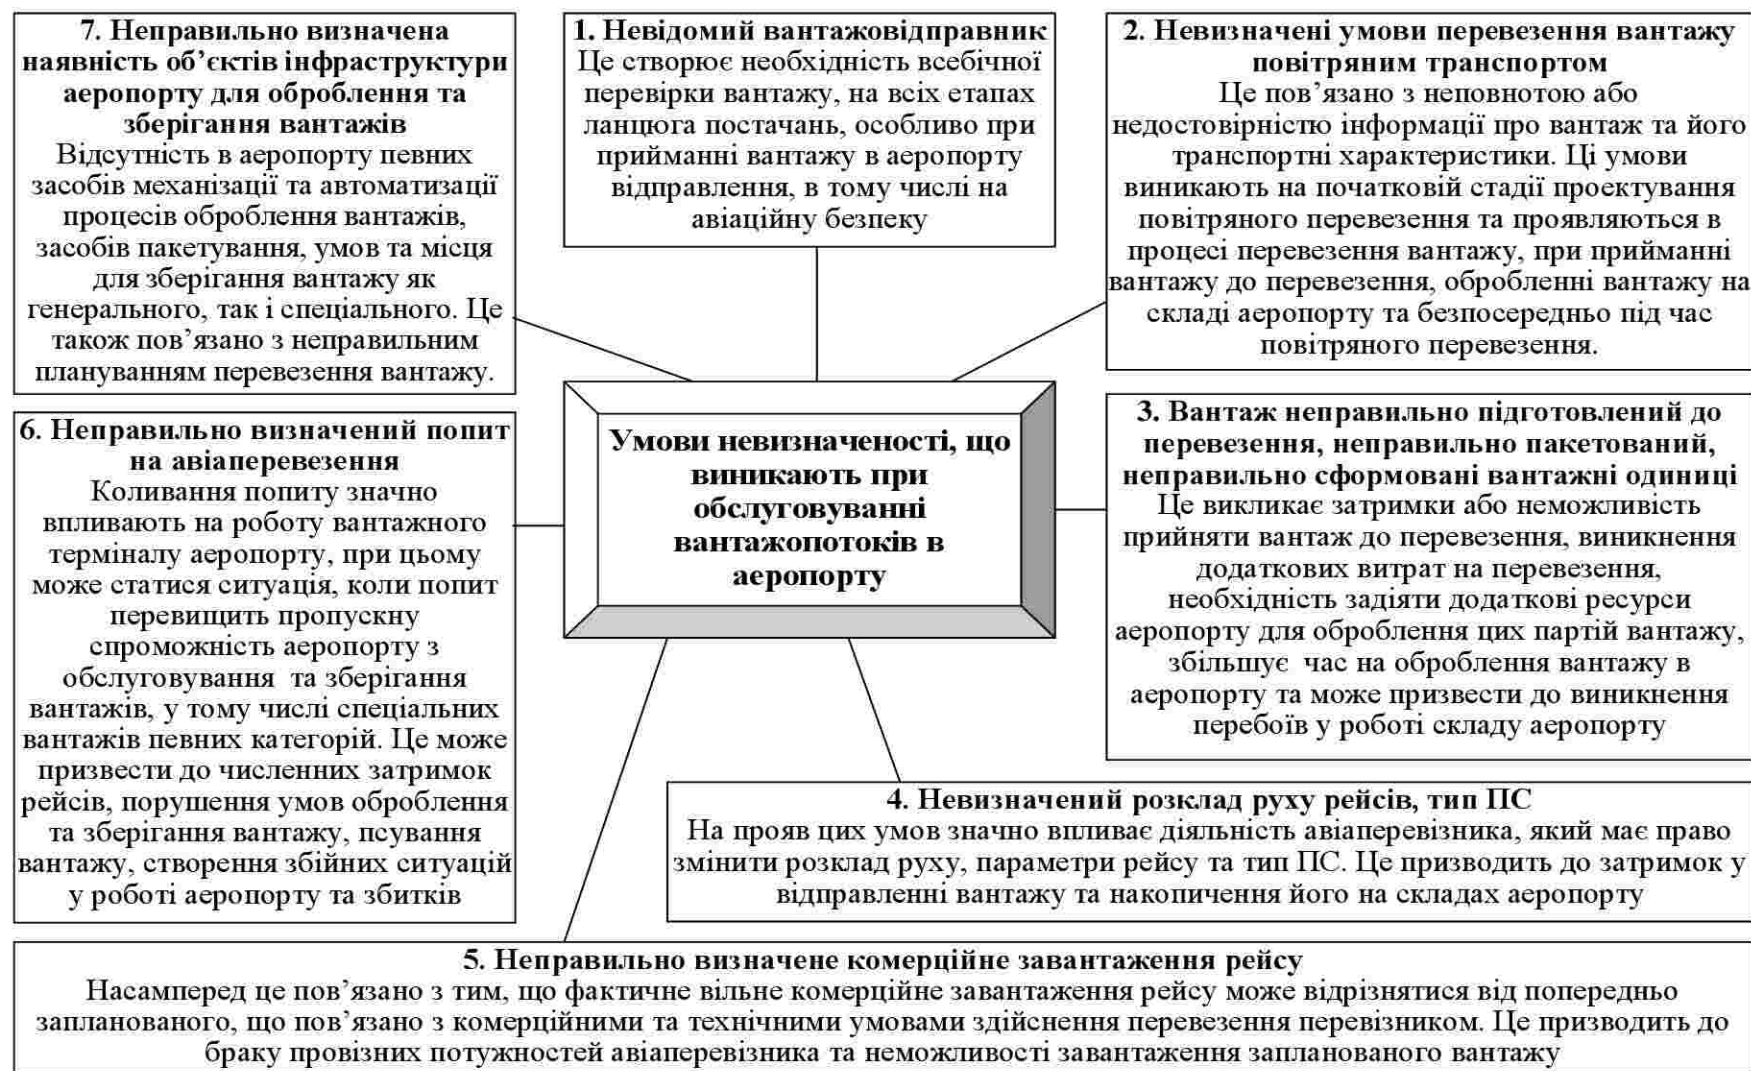 7. Неправильно визначена
наявність об’єктів інфраструктури
аеропорту для оброблення та
зберігання вантажів
Відсутність в аеропорту певних
засобів механізації та автоматизації
процесів оброблення вантажів,
засобів пакетування, умов та місця
для зберігання вантажу як
генерального, так і спеціального. Це
також пов’язано з неправильним
плануванням перевезення вантажу.
1. Невідомий вантажовідправник
Це створює необхідність всебічної
перевірки вантажу, на всіх етапах
ланцюга постачань, особливо при
прийманні вантажу в аеропорту
відправлення, в тому числі на
авіаційну безпеку
2. Невизначені умови перевезення вантажу
повітряним транспортом
Це пов’язано з неповнотою або
недостовірністю інформації про вантаж та його
транспортні характеристики. Ці умови
виникають на початковій стадії проектування
повітряного перевезення та проявляються в
процесі перевезення вантажу, при прийманні
вантажу до перевезення, обробленні вантажу на
складі аеропорту та безпосередньо під час
повітряного перевезення.
Умови невизначеності, що
виникають при
обслуговуванні
вантажопотоків в
аеропорту
6. Неправильно визначений попит
на авіаперевезення
Коливання попиту значно
впливають на роботу вантажного
терміналу аеропорту, при цьому
може статися ситуація, коли попит
перевищить пропускну
спроможність аеропорту з
обслуговування та зберігання
вантажів, у тому числі спеціальних
вантажів певних категорій. Це може
призвести до численних затримок
рейсів, порушення умов оброблення
та зберігання вантажу, псування
вантажу, створення збійних ситуацій
у роботі аеропорту та збитків
3. Вантаж неправильно підготовлений до
перевезення, неправильно пакетований,
неправильно сформовані вантажні одиниці
Це викликає затримки або неможливість
прийняти вантаж до перевезення, виникнення
додаткових витрат на перевезення,
необхідність задіяти додаткові ресурси
аеропорту для оброблення цих партій вантажу,
збільшує час на оброблення вантажу в
аеропорту та може призвести до виникнення
перебоїв у роботі складу аеропорту
4. Невизначений розклад руху рейсів, тип ПС
На прояв цих умов значно впливає діяльність авіаперевізника, який має право
змінити розклад руху, параметри рейсу та тип ПС. Це призводить до затримок у
відправленні вантажу та накопичення його на складах аеропорту
5. Неправильно визначене комерційне завантаження рейсу
Насамперед це пов’язано з тим, що фактичне вільне комерційне завантаження рейсу може відрізнятися від попередньо
запланованого, що пов’язано з комерційними та технічними умовами здійснення перевезення перевізником. Це призводить до
браку провізних потужностей авіаперевізника та неможливості завантаження запланованого вантажу